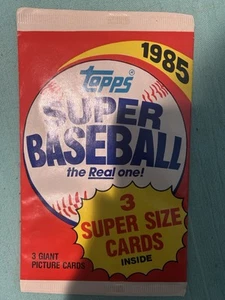 1985
topps®
SUPER
BASEBALL
the Real one!
3
SUPER SIZE
CARDS
INSIDE
3 GIANT
PICTURE CARDS